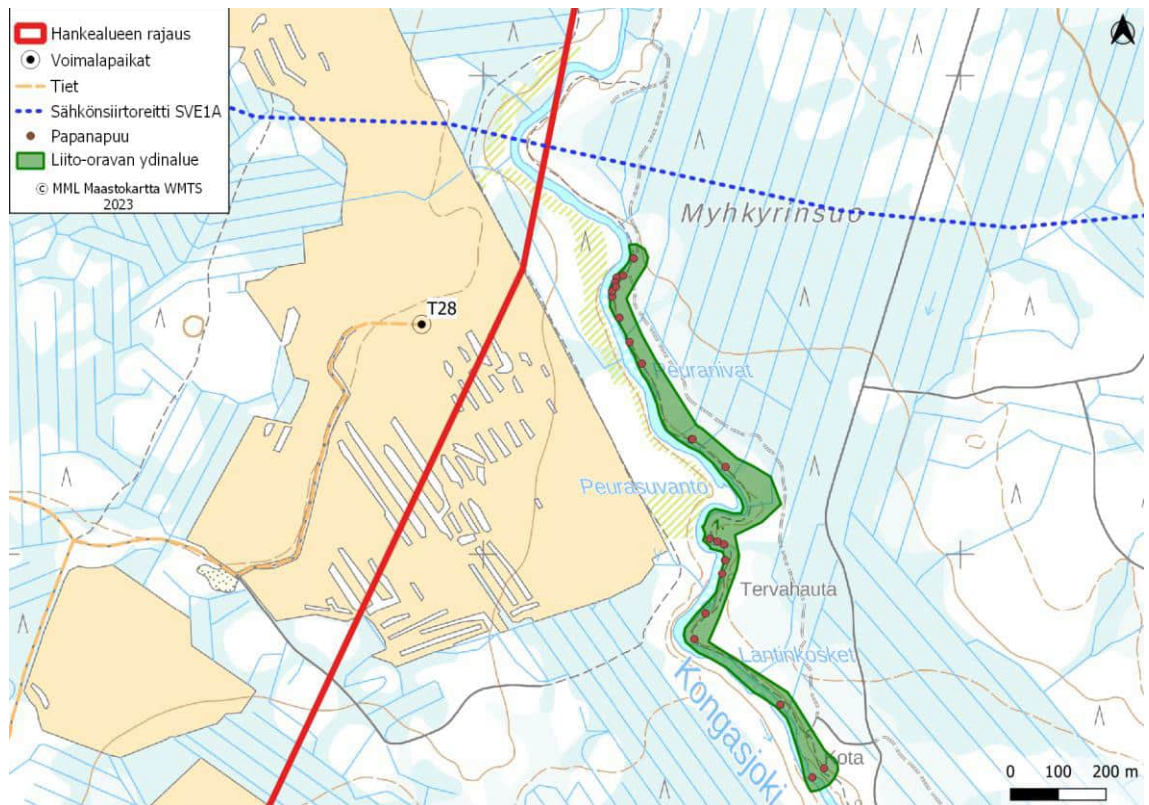 Hankealueen rajaus
Voimalapaikat
Tiet
Sähkönsiirtoreitti SVE1A
Papanapuu
Liito-oravan ydinalue
© MML Maastokartta WMTS
2023
Myhkyrinsuo
T28
Peuranivat
Peurasuvanto
Tervahauta
Lantinkosket
Kongasjoki
Kota
0 100 200 m